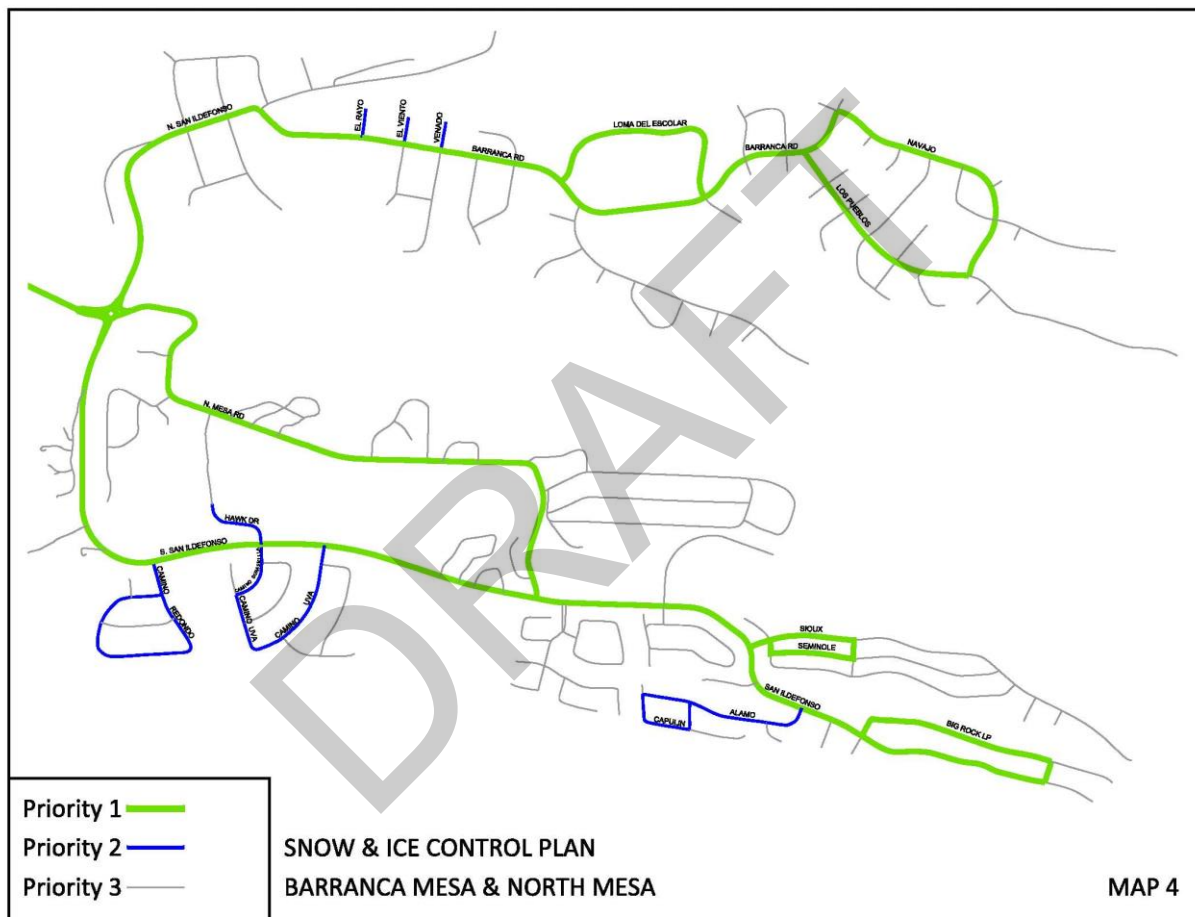 N. SAN ILDEFONSO
EL RAYO
EL VIENTO
VENADO
BARRANCA RD
LOMA DEL ESCOLAR
BARRANCA RD
NAVAJO
LOS PUEBLOS
N. MESA RD
HAWK DR
S. SAN ILDEFONSO
CAMINO
REDONDO
CAMINO
CAMINO UVA
CAMINO
UVA
SIOUX
SEMINOLE
SAN ILDEFONSO
ALAMO
CAPULIN
BIG ROCK LP
DRAFT
Priority 1
Priority 2
Priority 3
SNOW & ICE CONTROL PLAN
BARRANCA MESA & NORTH MESA
MAP 4